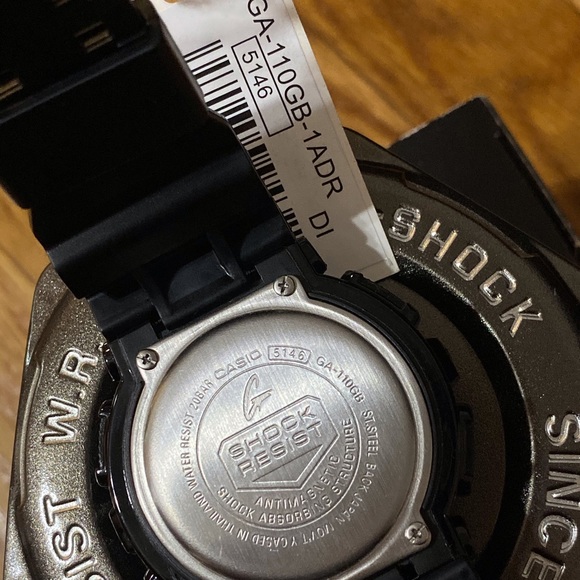 GA-110GB-1ADR DI
5146
G-SHOCK
SINCE
W.R
IST
CASIO 5146 GA-110GB ST.STEEL BACK JAPAN MOV'T Y CASED IN THAILAND WATER RESIST 20BAR
G
SHOCK
RESIST
ANTIMAGNETIC
SHOCK ABSORBING STRUCTURE